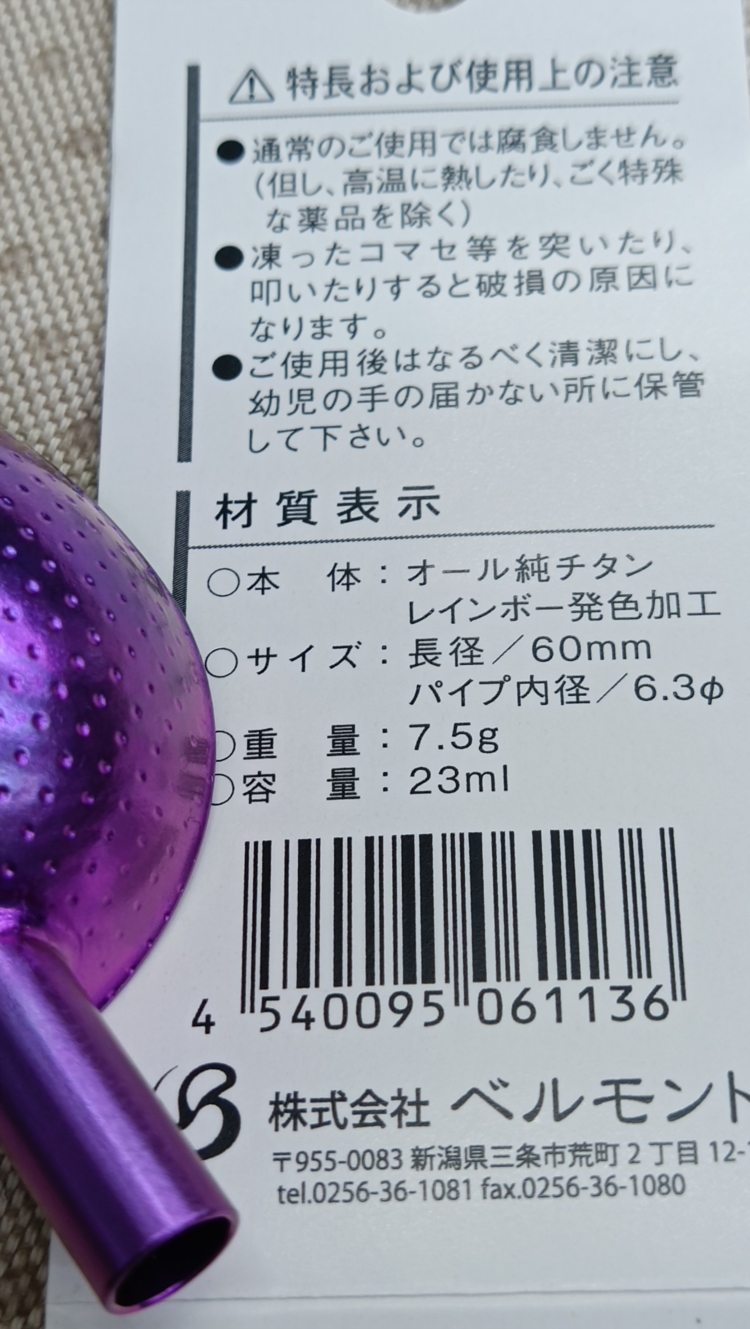 ⚠ 特長および使用上の注意
●通常のご使用では腐食しません。
(但し、高温に熱したり、ごく特殊
な薬品を除く)
●凍ったコマセ等を突いたり、
叩いたりすると破損の原因に
なります。
●ご使用後はなるべく清潔にし、
幼児の手の届かない所に保管
して下さい。
材質表示
○本 体：オール純チタン
レインボー発色加工
○サイズ：長径／60mm
パイプ内径／6.3φ
○重 量：7.5g
○容 量：23ml
4 540095 061136
B 株式会社 ベルモント
〒955-0083 新潟県三条市荒町2丁目 12-
tel.0256-36-1081 fax.0256-36-1080